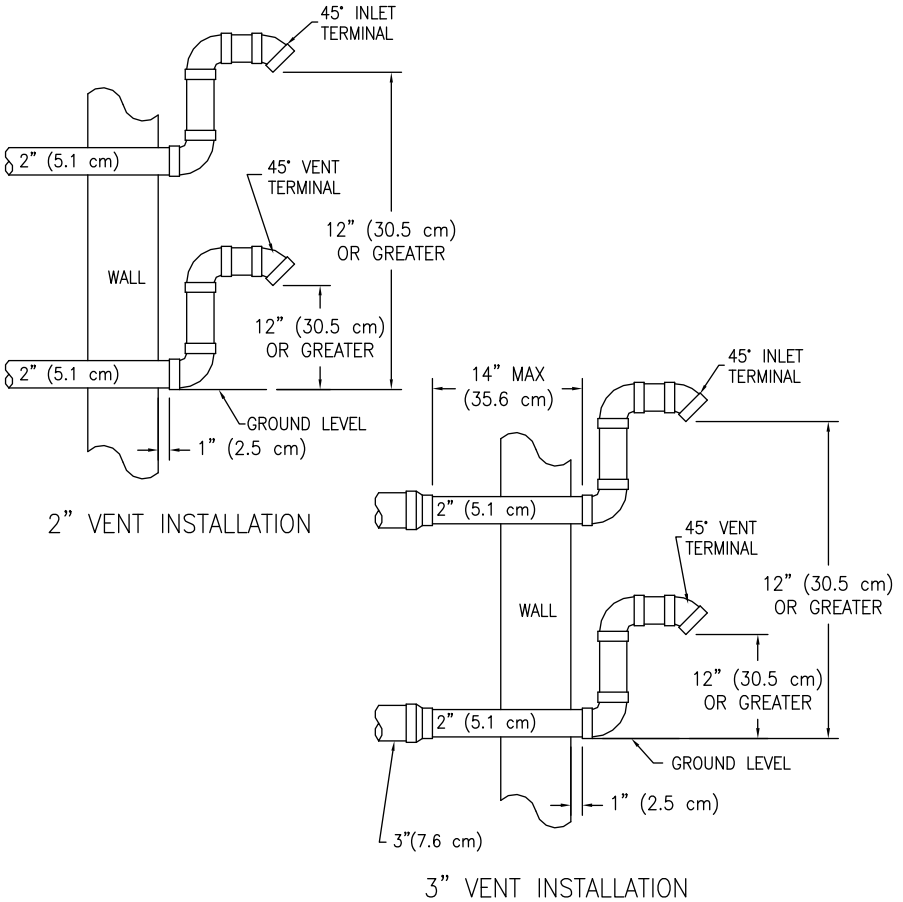 45° INLET
TERMINAL
2” (5.1 cm)
45° VENT
TERMINAL
12” (30.5 cm)
OR GREATER
WALL
12” (30.5 cm)
OR GREATER
2” (5.1 cm)
GROUND LEVEL
1” (2.5 cm)
2” VENT INSTALLATION
14” MAX
(35.6 cm)
45° INLET
TERMINAL
2” (5.1 cm)
45° VENT
TERMINAL
12” (30.5 cm)
OR GREATER
WALL
12” (30.5 cm)
OR GREATER
2” (5.1 cm)
GROUND LEVEL
1” (2.5 cm)
3”(7.6 cm)
3” VENT INSTALLATION